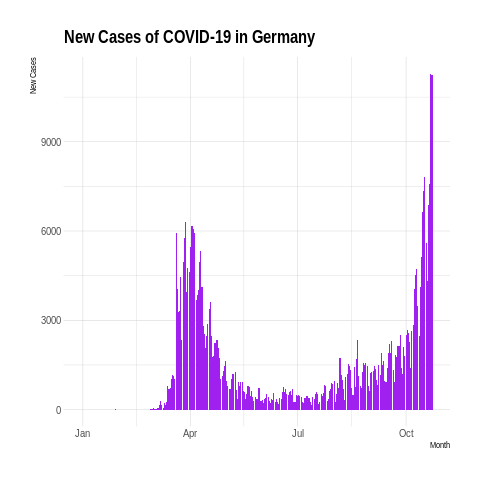 New Cases of COVID-19 in Germany
New Cases
9000
6000
3000
0
Jan Apr Jul Oct
Month